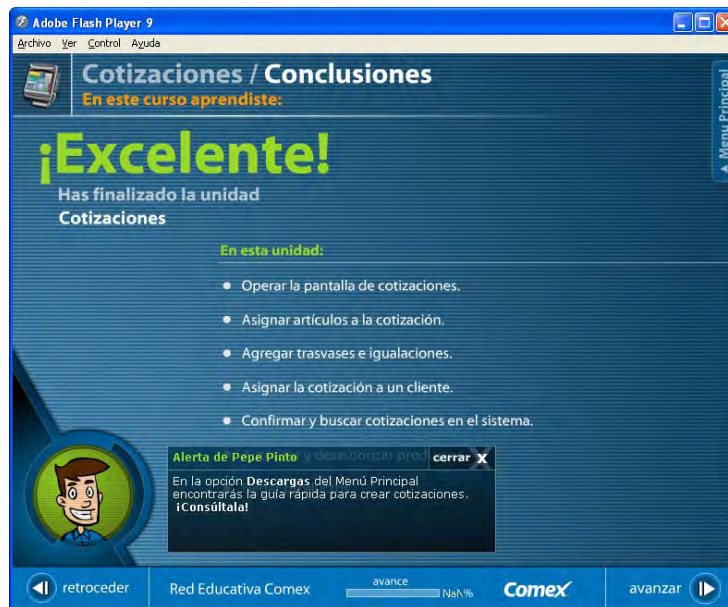 Adobe Flash Player 9
Archivo Ver Control Ayuda
Cotizaciones / Conclusiones
En este curso aprendiste:
Menu Principal
¡Excelente!
Has finalizado la unidad
Cotizaciones
En esta unidad:
Operar la pantalla de cotizaciones.
Asignar artículos a la cotización.
Agregar trasvases e igualaciones.
Asignar la cotización a un cliente.
Confirmar y buscar cotizaciones en el sistema.
Alerta de Pepe Pinto y desautorizar prod cerrar X
En la opción Descargas del Menú Principal
encontrarás la guía rápida para crear cotizaciones.
¡Consúltala!
retroceder Red Educativa Comex avance NaN% Comex avanzar